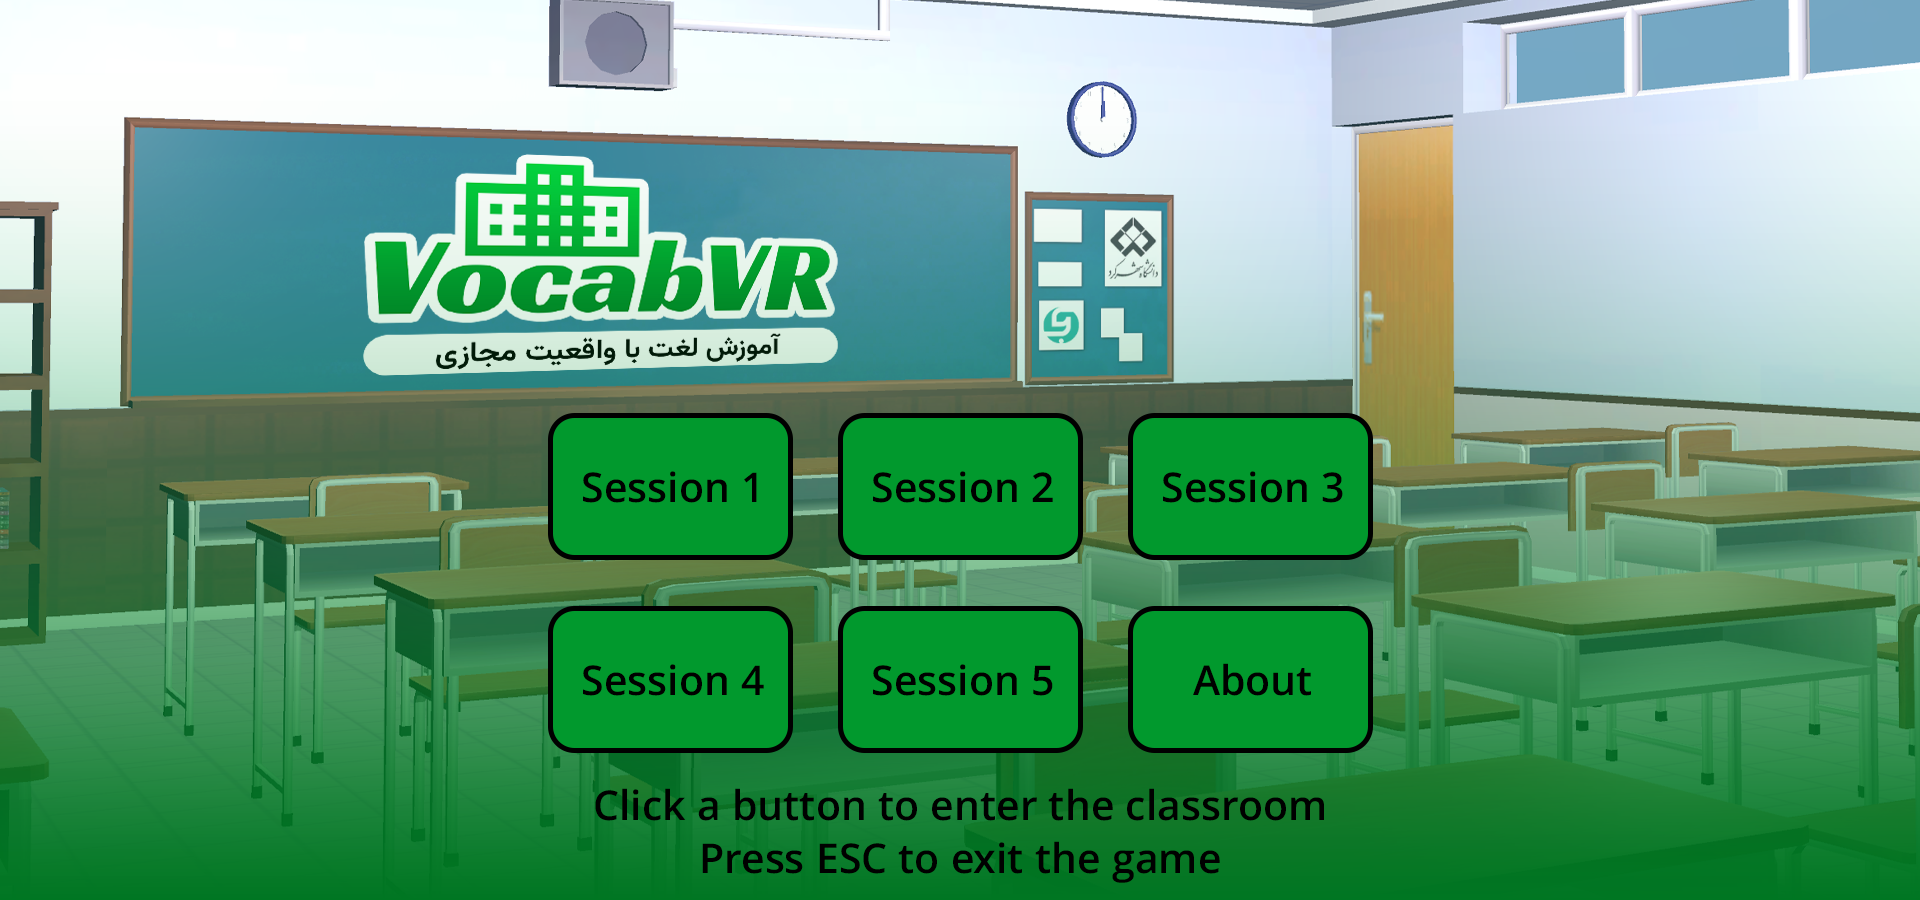 VocabVR
آموزش لغت با واقعیت مجازی
دانشگاه شهرکرد
Session 1
Session 2
Session 3
Session 4
Session 5
About
Click a button to enter the classroom
Press ESC to exit the game